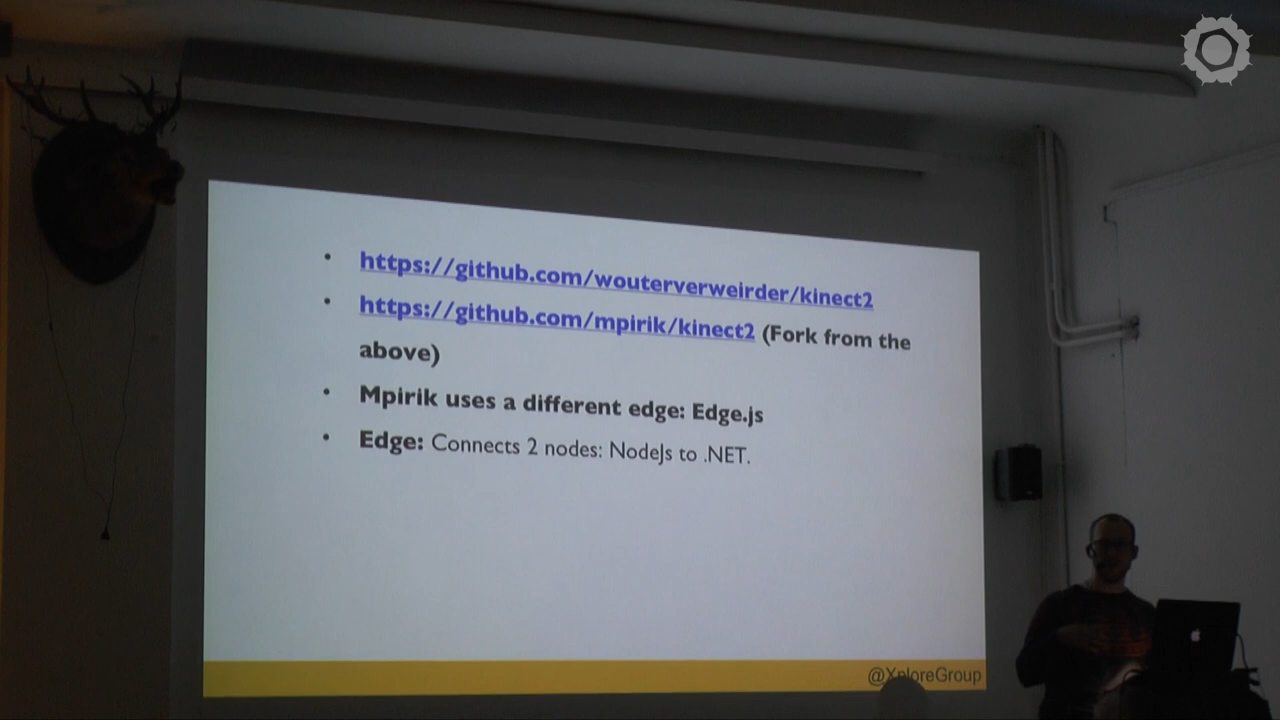 • https://github.com/wouterverweirder/kinect2
• https://github.com/mpirik/kinect2 (Fork from the
above)
• Mpirik uses a different edge: Edge.js
• Edge: Connects 2 nodes: NodeJs to .NET.
@XploreGroup